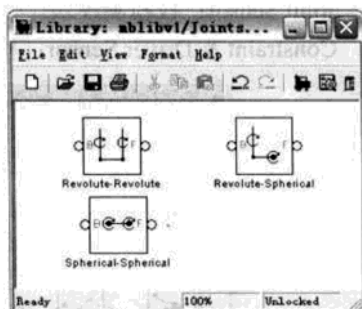 Library: mblibv1/Joints...
File Edit View Format Help
B F
B F
Revolute-Revolute
Revolute-Spherical
B F
Spherical-Spherical
Ready 100% Unlocked